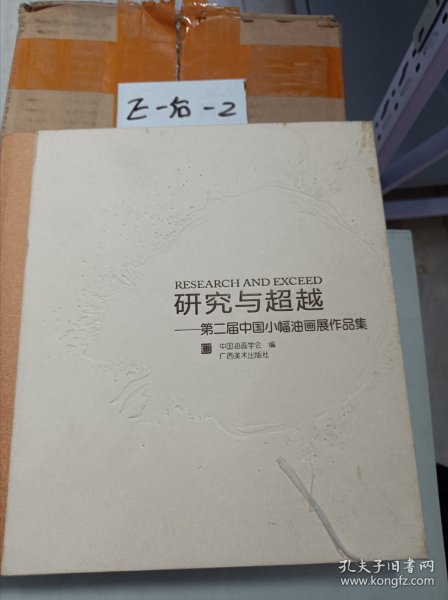 乙-后-2
RESEARCH AND EXCEED
研究与超越
——第二届中国小幅油画展作品集
中国油画学会 编
广西美术出版社
孔夫子旧书网
www.kongfz.com